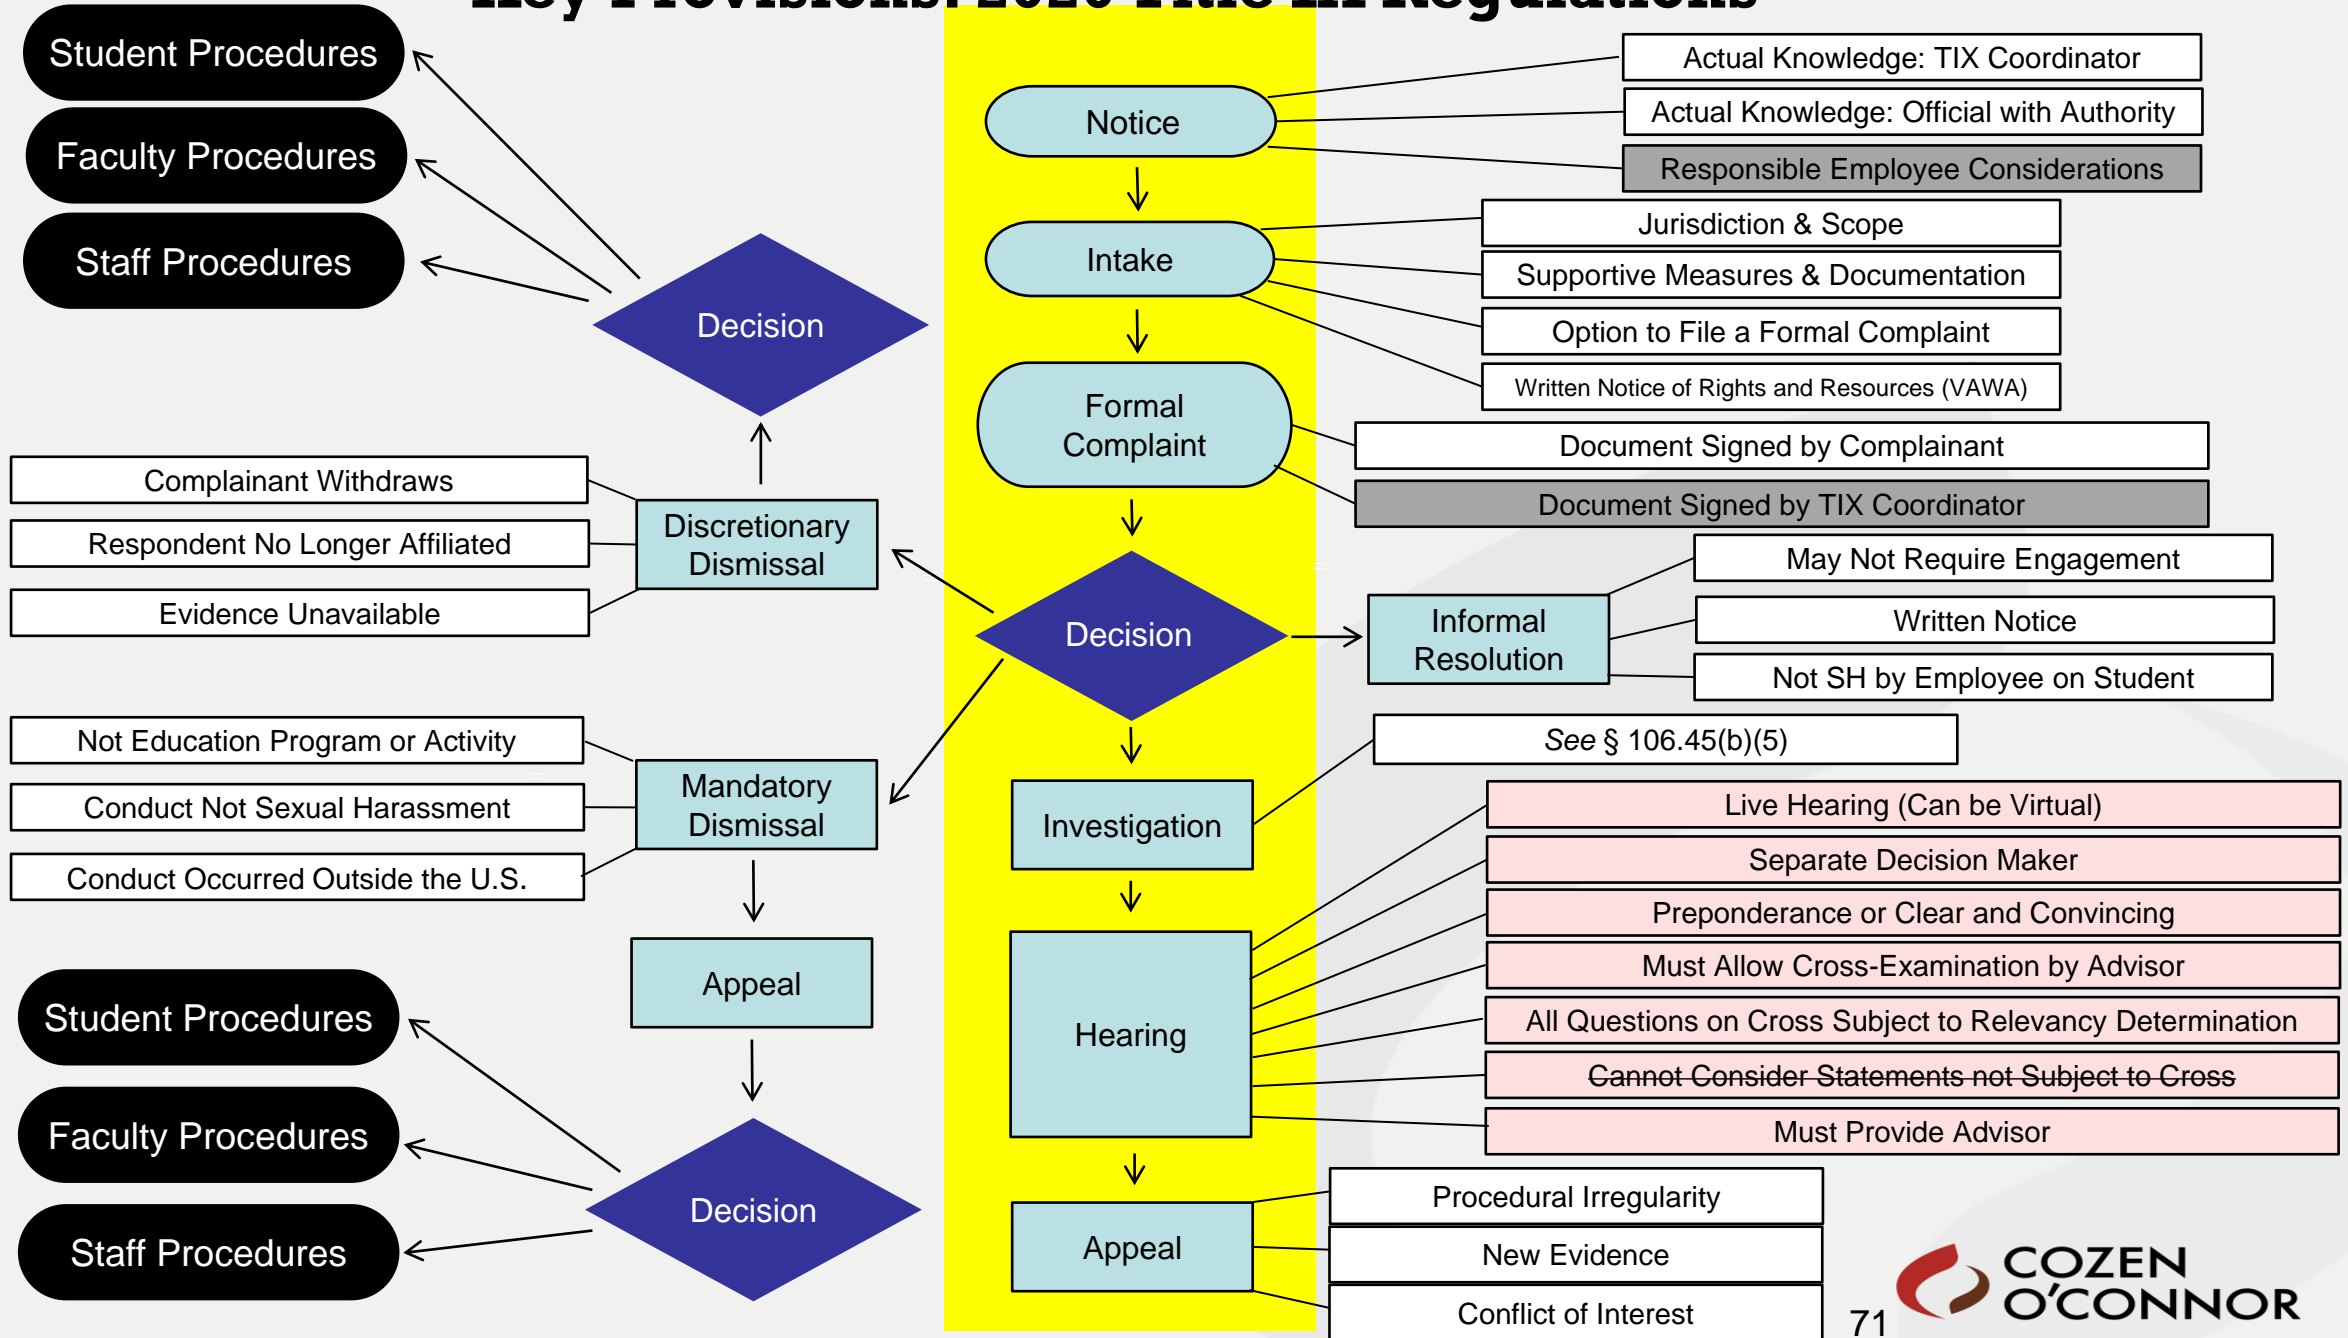 Key Provisions: 2020 Title IX Regulations
Student Procedures
Faculty Procedures
Staff Procedures
Decision
Complainant Withdraws
Respondent No Longer Affiliated
Evidence Unavailable
Discretionary
Dismissal
Not Education Program or Activity
Conduct Not Sexual Harassment
Conduct Occurred Outside the U.S.
Mandatory
Dismissal
Appeal
Student Procedures
Faculty Procedures
Staff Procedures
Decision
Notice
Intake
Formal
Complaint
Decision
Investigation
Hearing
Appeal
Actual Knowledge: TIX Coordinator
Actual Knowledge: Official with Authority
Responsible Employee Considerations
Jurisdiction & Scope
Supportive Measures & Documentation
Option to File a Formal Complaint
Written Notice of Rights and Resources (VAWA)
Document Signed by Complainant
Document Signed by TIX Coordinator
Informal
Resolution
May Not Require Engagement
Written Notice
Not SH by Employee on Student
See § 106.45(b)(5)
Live Hearing (Can be Virtual)
Separate Decision Maker
Preponderance or Clear and Convincing
Must Allow Cross-Examination by Advisor
All Questions on Cross Subject to Relevancy Determination
Cannot Consider Statements not Subject to Cross
Must Provide Advisor
Procedural Irregularity
New Evidence
Conflict of Interest
71
COZEN
O'CONNOR